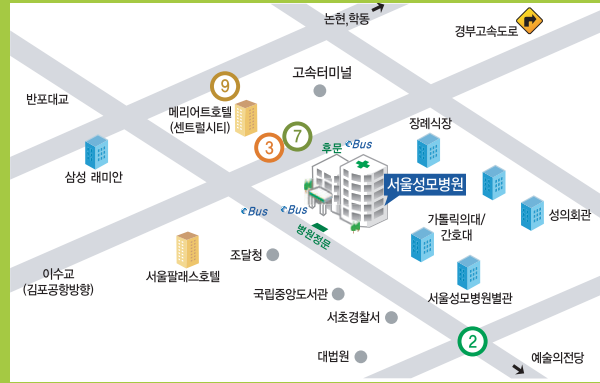 논현,학동
경부고속도로
고속터미널
9
반포대교
메리어트호텔
(센트럴시티)
3
7
장례식장
후문
Bus
삼성 래미안
서울성모병원
Bus
Bus
병원정문
가톨릭의대/
간호대
성의회관
조달청
이수교
(김포공항방향)
서울팔래스호텔
국립중앙도서관
서울성모병원별관
서초경찰서
2
대법원
예술의전당